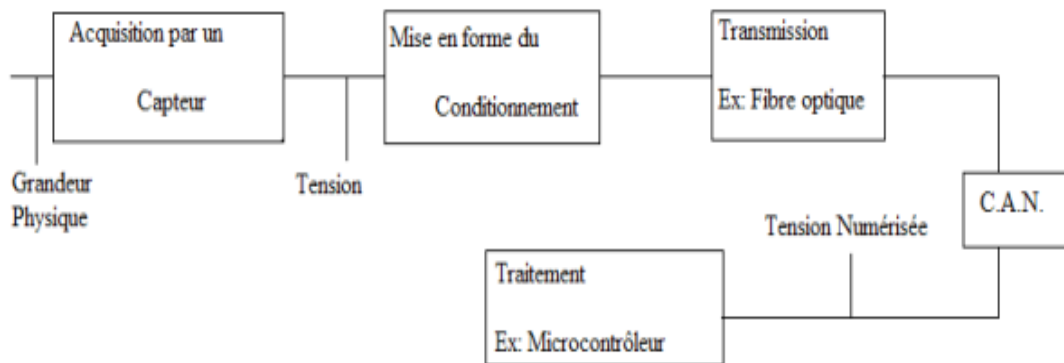 Acquisition par un
Capteur
Mise en forme du
Conditionnement
Transmission
Ex: Fibre optique
Grandeur
Physique
Tension
C.A.N.
Tension Numérisée
Traitement
Ex: Microcontrôleur